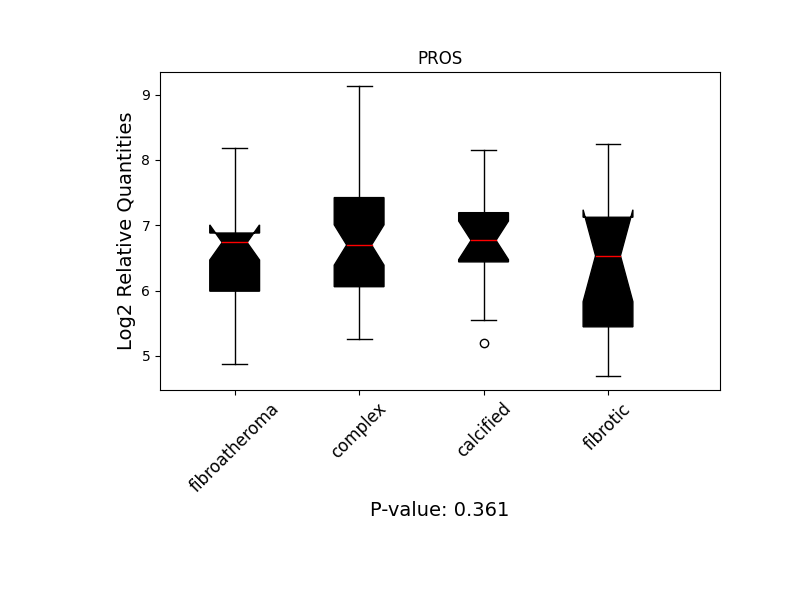 PROS
Log2 Relative Quantities
9
8
7
6
5
fibroatheroma
complex
calcified
fibrotic
P-value: 0.361